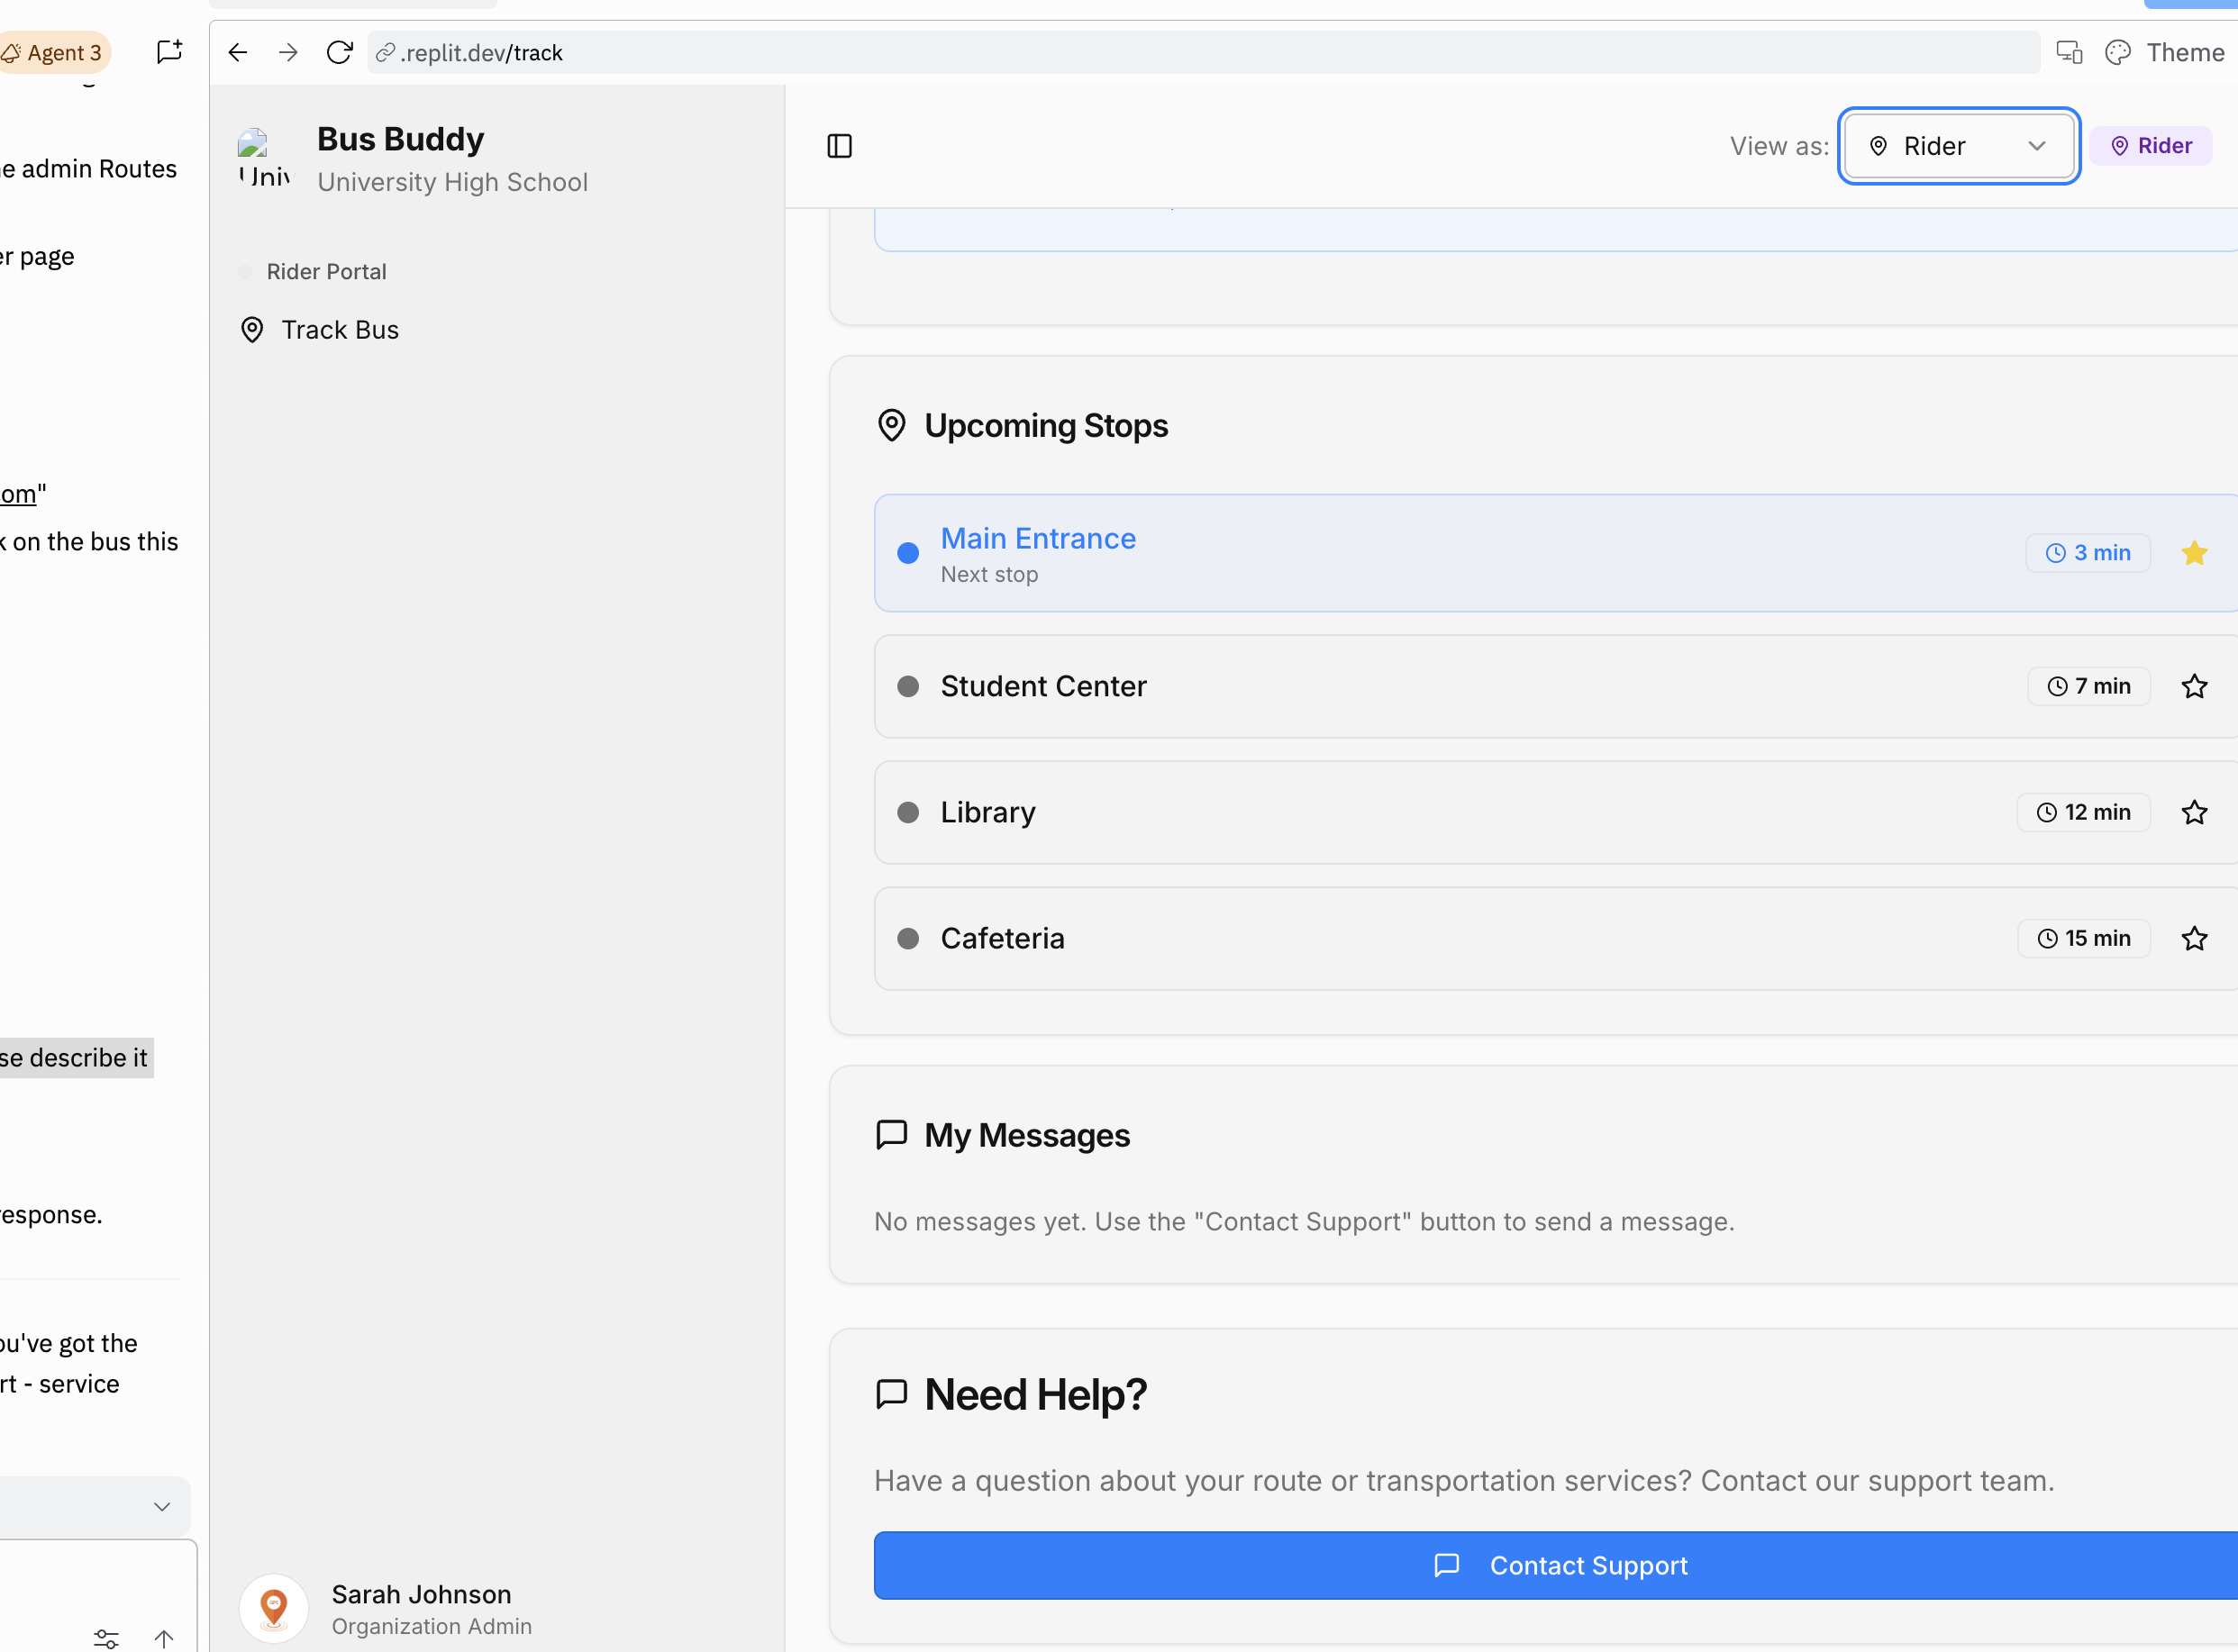 Agent 3
.replit.dev/track
Theme
e admin Routes
er page
om"
k on the bus this
se describe it
response.
ou've got the
rt - service
Bus Buddy
University High School
Univ
Rider Portal
Track Bus
Sarah Johnson
Organization Admin
View as:
Rider
Rider
Upcoming Stops
Main Entrance
Next stop
3 min
Student Center
7 min
Library
12 min
Cafeteria
15 min
My Messages
No messages yet. Use the "Contact Support" button to send a message.
Need Help?
Have a question about your route or transportation services? Contact our support team.
Contact Support